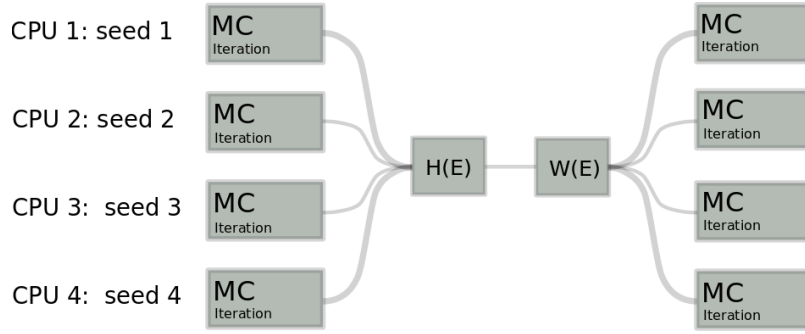 CPU 1: seed 1
MC
Iteration
MC
Iteration
CPU 2: seed 2
MC
Iteration
MC
Iteration
H(E)
W(E)
CPU 3:  seed 3
MC
Iteration
MC
Iteration
CPU 4:  seed 4
MC
Iteration
MC
Iteration